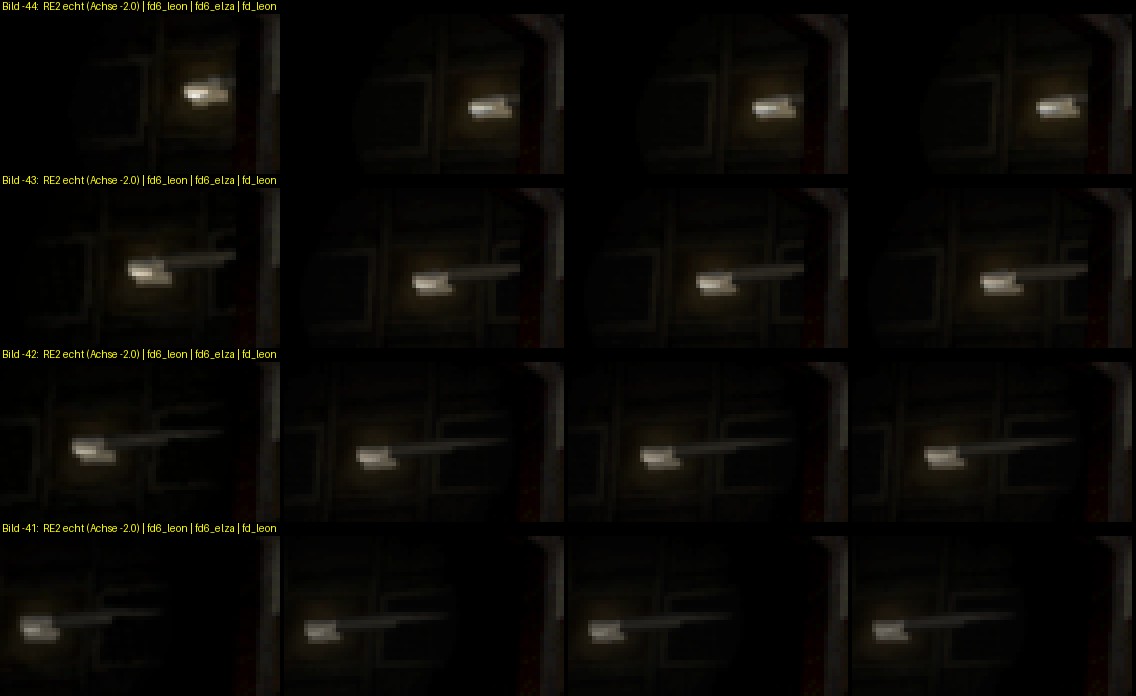 Bild -44: RE2 echt (Achse -2.0) | fd6_leon | fd6_elza | fd_leon
Bild -43: RE2 echt (Achse -2.0) | fd6_leon | fd6_elza | fd_leon
Bild -42: RE2 echt (Achse -2.0) | fd6_leon | fd6_elza | fd_leon
Bild -41: RE2 echt (Achse -2.0) | fd6_leon | fd6_elza | fd_leon